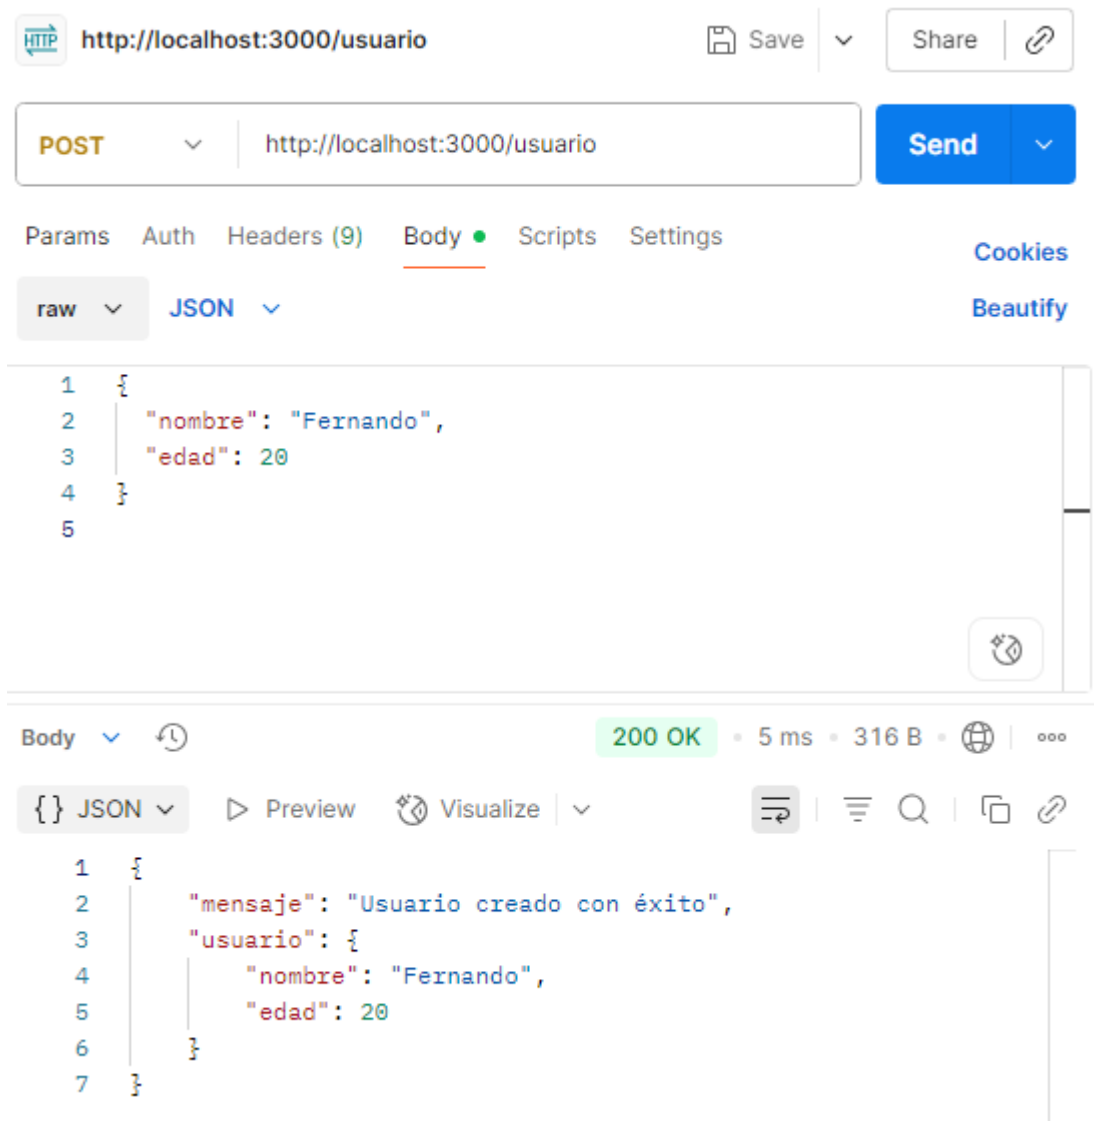 HTTP http://localhost:3000/usuario Save Share
POST http://localhost:3000/usuario Send
Params Auth Headers (9) Body Scripts Settings Cookies
raw JSON Beautify
1 {
2 "nombre": "Fernando",
3 "edad": 20
4 }
5
Body 200 OK 5 ms 316 B
{} JSON Preview Visualize
1 {
2 "mensaje": "Usuario creado con éxito",
3 "usuario": {
4 "nombre": "Fernando",
5 "edad": 20
6 }
7 }